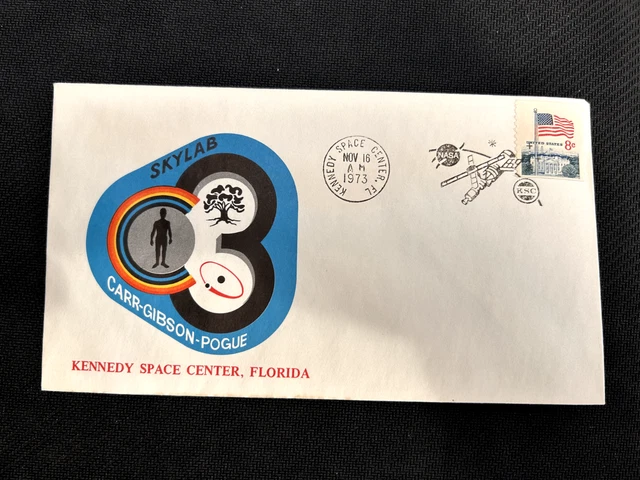 SKYLAB
3
CARR-GIBSON-POGUE
KENNEDY SPACE CENTER, FLORIDA
KENNEDY SPACE CENTER, FL
NOV 16
AM
1973
NASA
KSC
UNITED STATES 8c